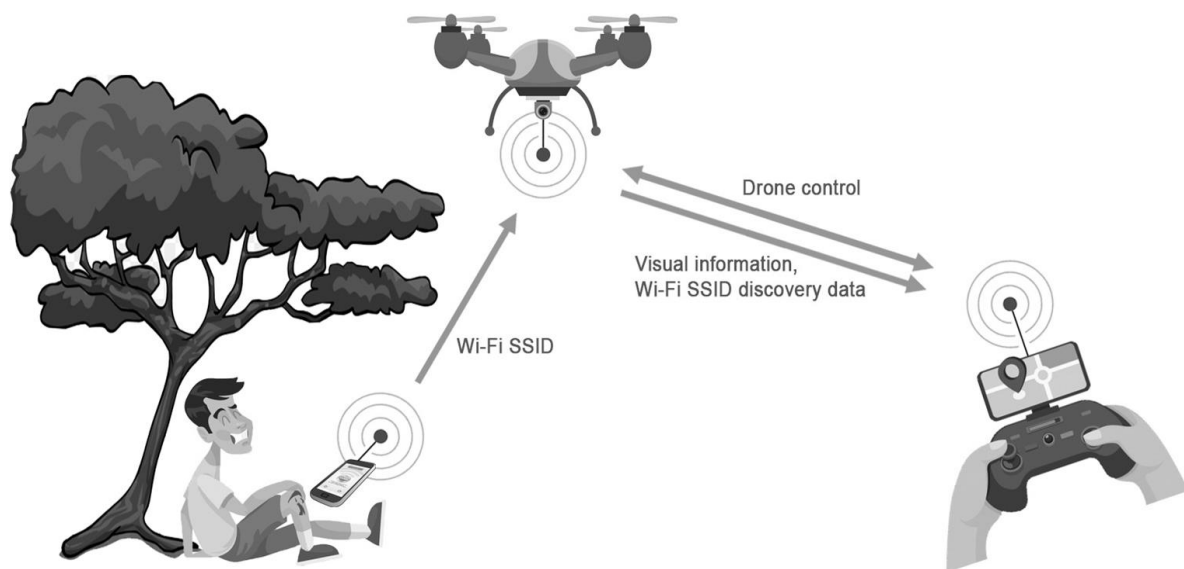 Drone control
Visual information,
Wi-Fi SSID discovery data
Wi-Fi SSID